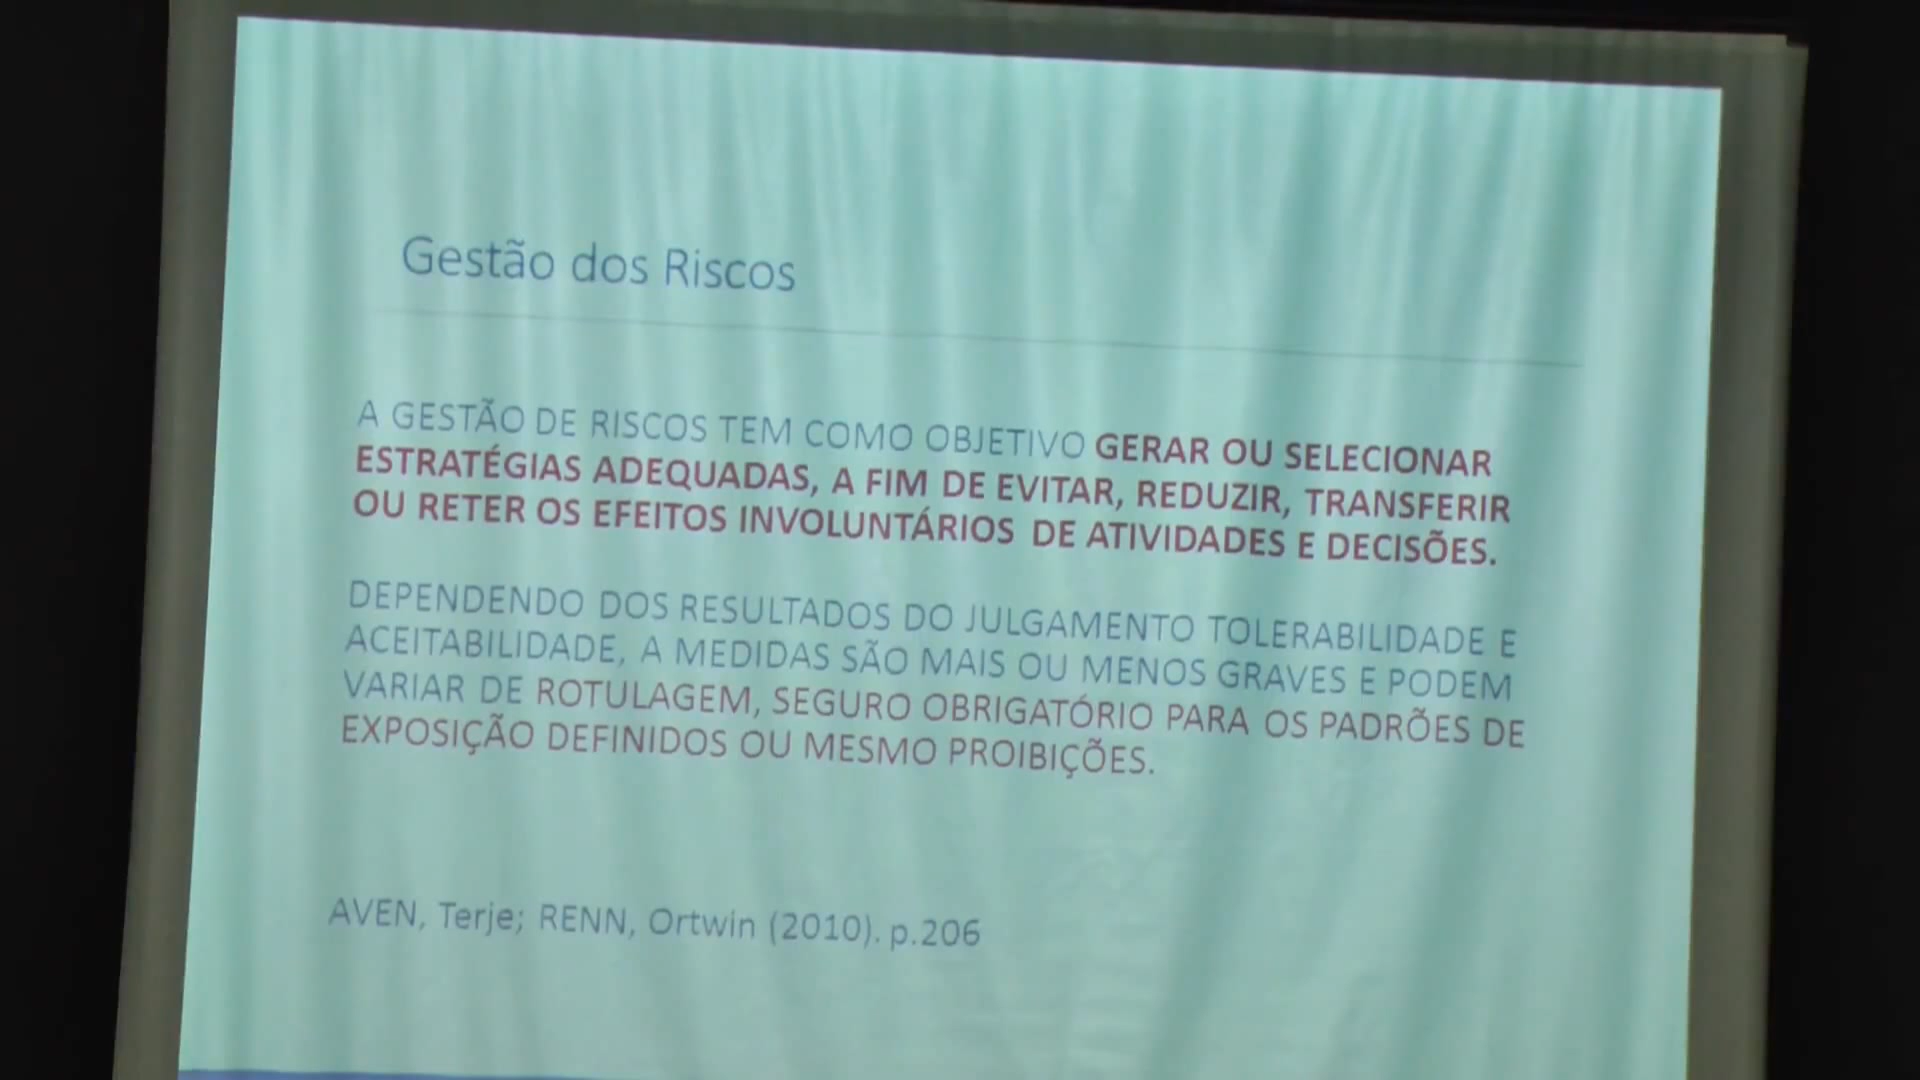 Gestão dos Riscos
A GESTÃO DE RISCOS TEM COMO OBJETIVO GERAR OU SELECIONAR
ESTRATÉGIAS ADEQUADAS, A FIM DE EVITAR, REDUZIR, TRANSFERIR
OU RETER OS EFEITOS INVOLUNTÁRIOS DE ATIVIDADES E DECISÕES.
DEPENDENDO DOS RESULTADOS DO JULGAMENTO TOLERABILIDADE E
ACEITABILIDADE, A MEDIDAS SÃO MAIS OU MENOS GRAVES E PODEM
VARIAR DE ROTULAGEM, SEGURO OBRIGATÓRIO PARA OS PADRÕES DE
EXPOSIÇÃO DEFINIDOS OU MESMO PROIBIÇÕES.
AVEN, Terje; RENN, Ortwin (2010). p.206